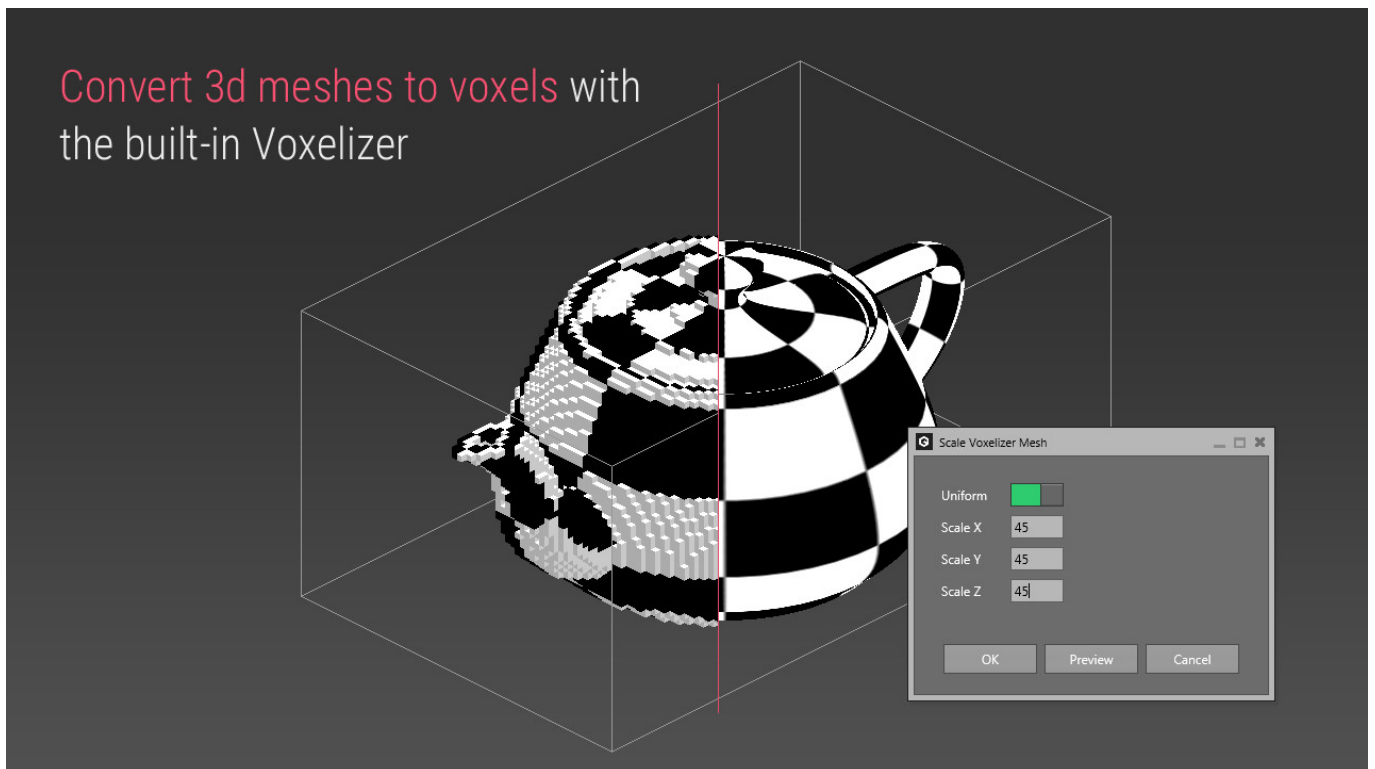 Convert 3d meshes to voxels with
the built-in Voxelizer
Scale Voxelizer Mesh
Uniform
Scale X 45
Scale Y 45
Scale Z 45
OK Preview Cancel